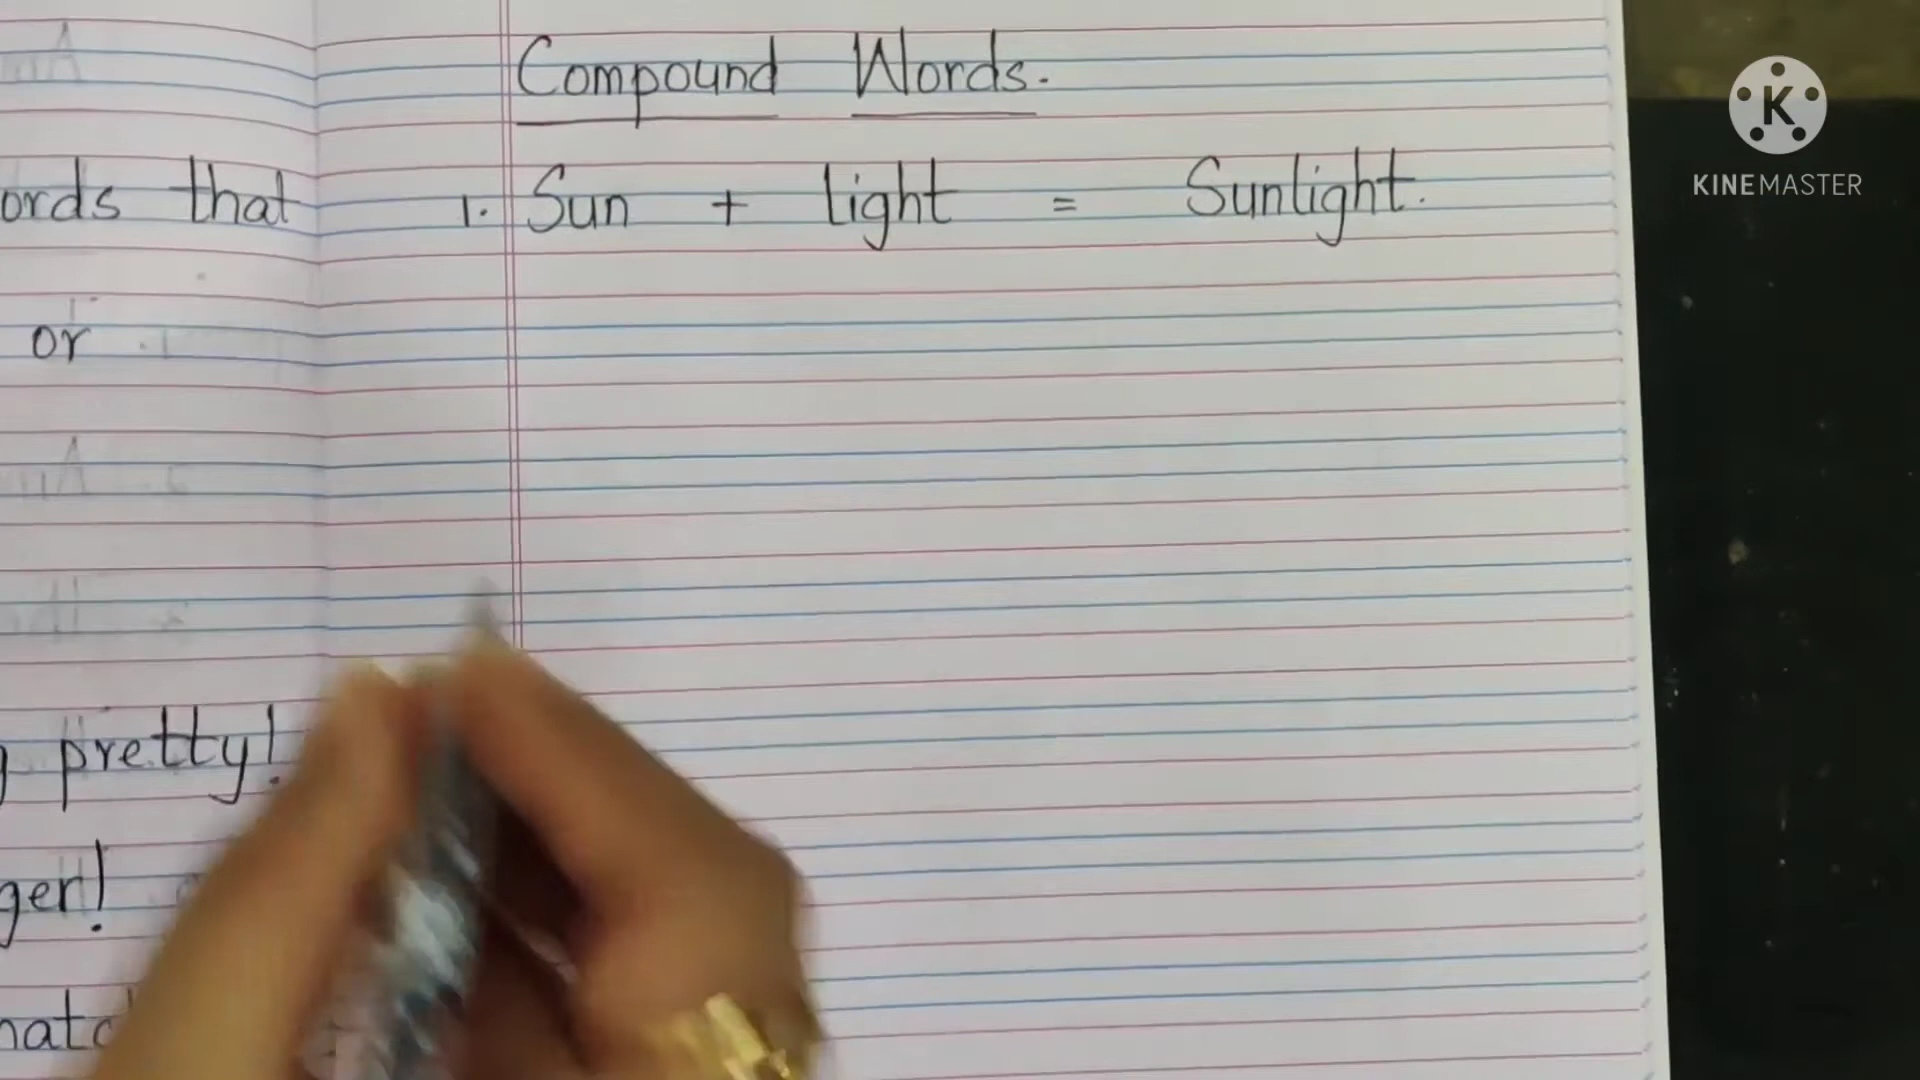 Compound Words.
ords that
1. Sun + light = Sunlight.
or
pretty!
ger!
KINEMASTER